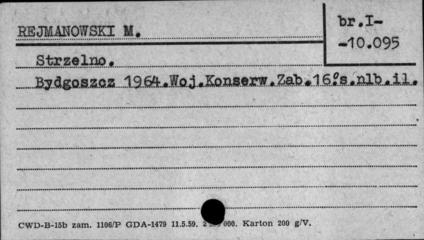 REJMANOWSKI M.
br.I-
-10.095
Strzelno.
Bydgoszcz 1964.Woj.Konserw.Zab.16°s.nlb.il.
CWD-B-15b zam. 1106/P GDA-1479 11.5.59. 000. Karton 200 g/V.